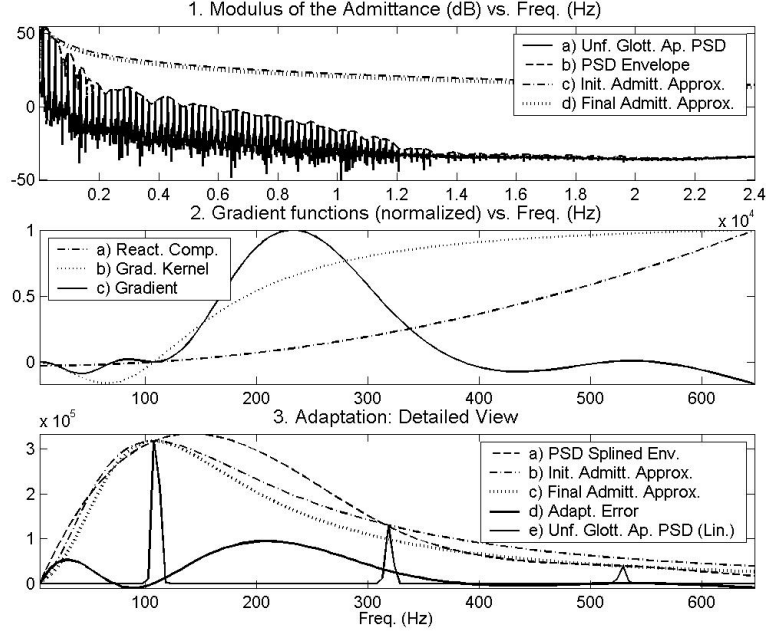 1. Modulus of the Admittance (dB) vs. Freq. (Hz)
50
0
-50
a) Unf. Glott. Ap. PSD
b) PSD Envelope
c) Init. Admitt. Approx.
d) Final Admitt. Approx.
0.2 0.4 0.6 0.8 1.0 1.2 1.4 1.6 1.8 2.0 2.2 2.4
x 10^4
2. Gradient functions (normalized) vs. Freq. (Hz)
1
0.5
0
a) React. Comp.
b) Grad. Kernel
c) Gradient
100 200 300 400 500 600
3. Adaptation: Detailed View
x 10^5
3
2
1
0
a) PSD Splined Env.
b) Init. Admitt. Approx.
c) Final Admitt. Approx.
d) Adapt. Error
e) Unf. Glott. Ap. PSD (Lin.)
100 200 300 400 500 600
Freq. (Hz)